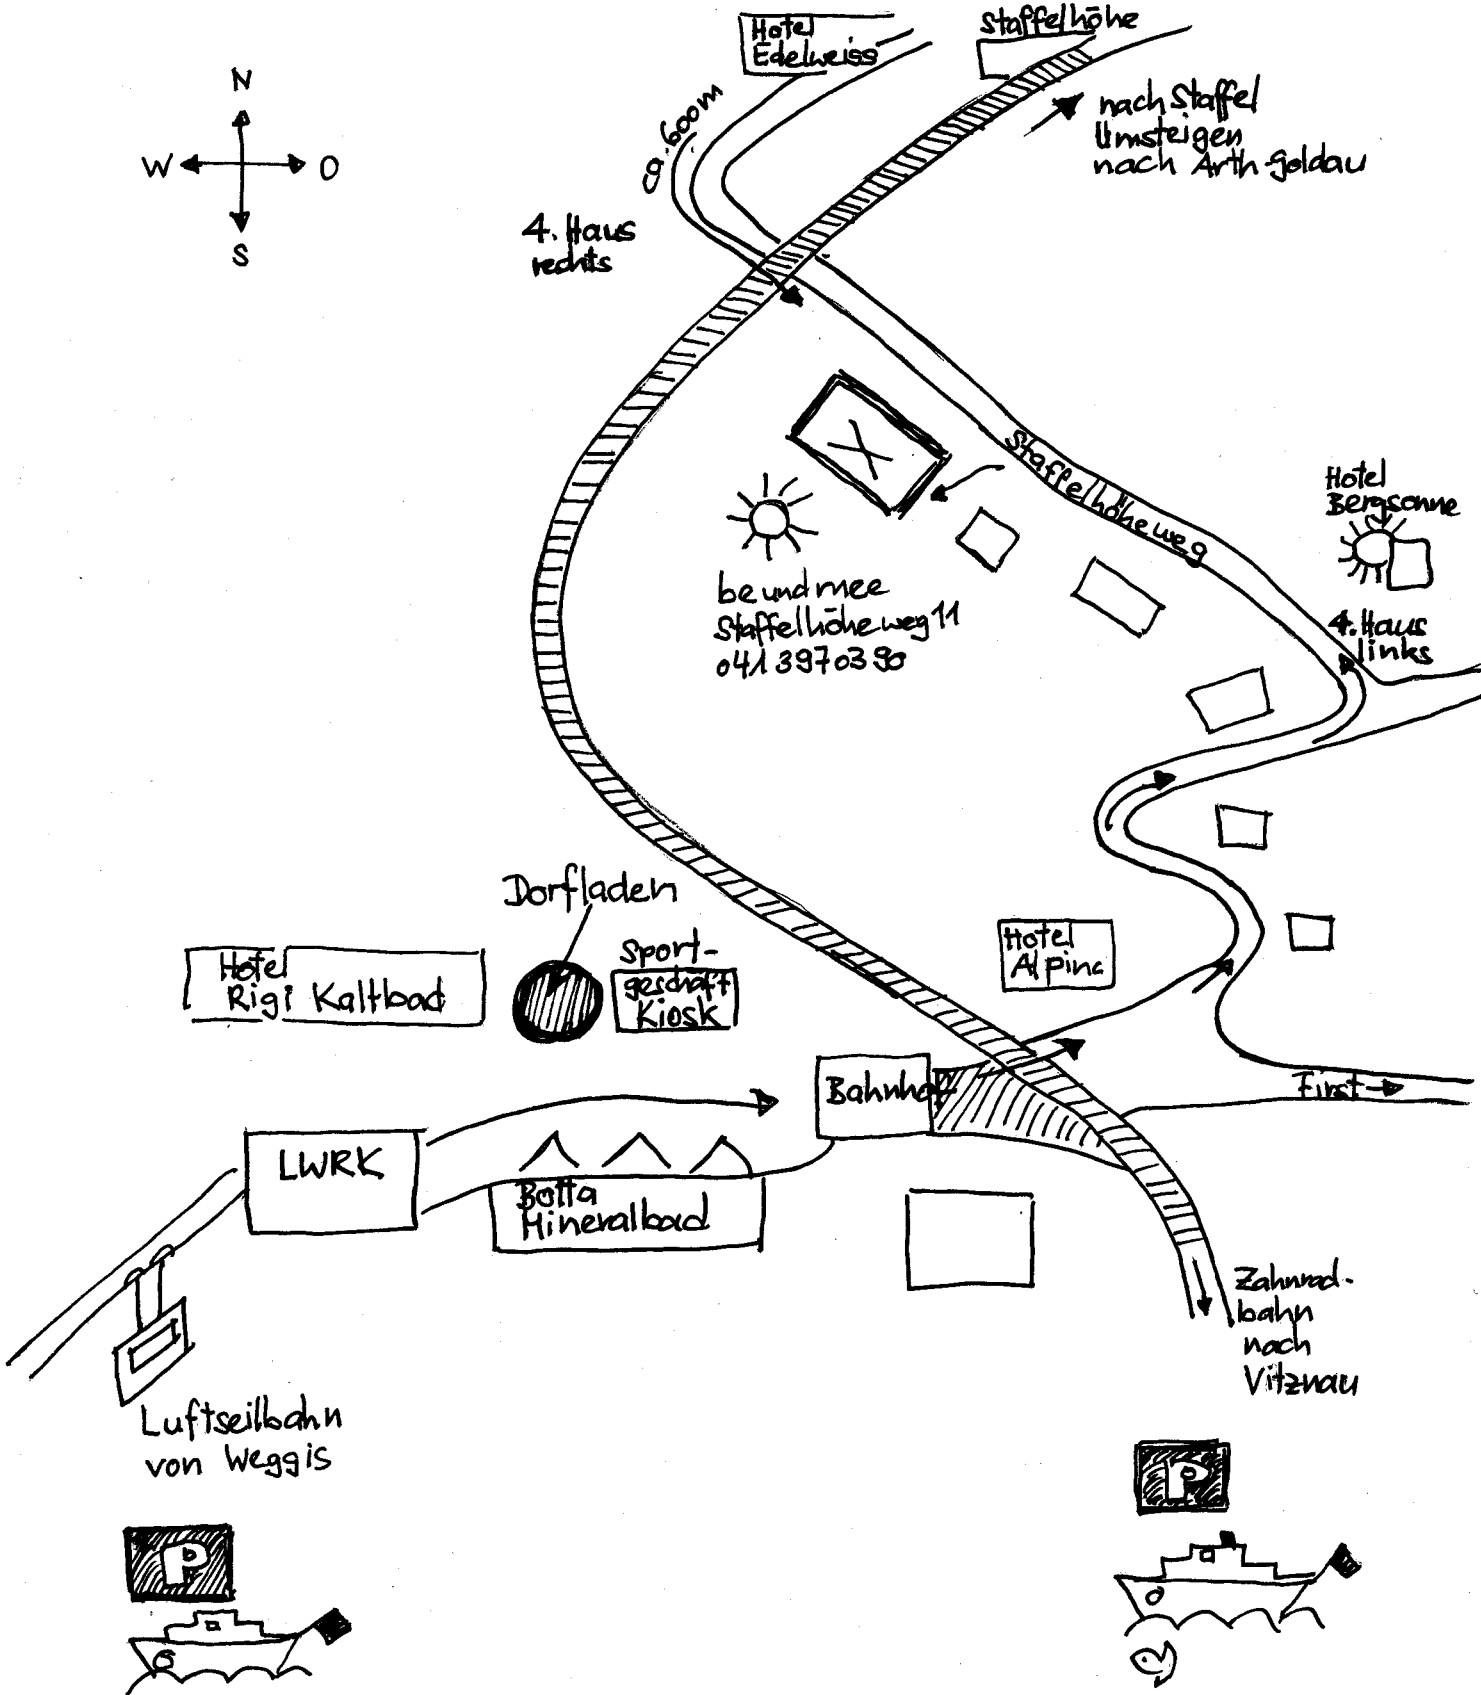 Hotel
Edelweiss
Staffelhöhe
N
W
O
S
ca. 600m
nach Staffel
Umsteigen
nach Arth-Goldau
4. Haus
rechts
Staffelhöheweg
Hotel
Bergsonne
be und mee
Staffelhöheweg 11
041 397 03 90
4. Haus
links
Dorfladen
Hotel
Rigi Kaltbad
Sport-
geschäft
Kiosk
Hotel
Alpina
Bahnhof
First
LWRK
Botta
Mineralbad
Zahnrad-
bahn
nach
Vitznau
Luftseilbahn
von Weggis
P
P